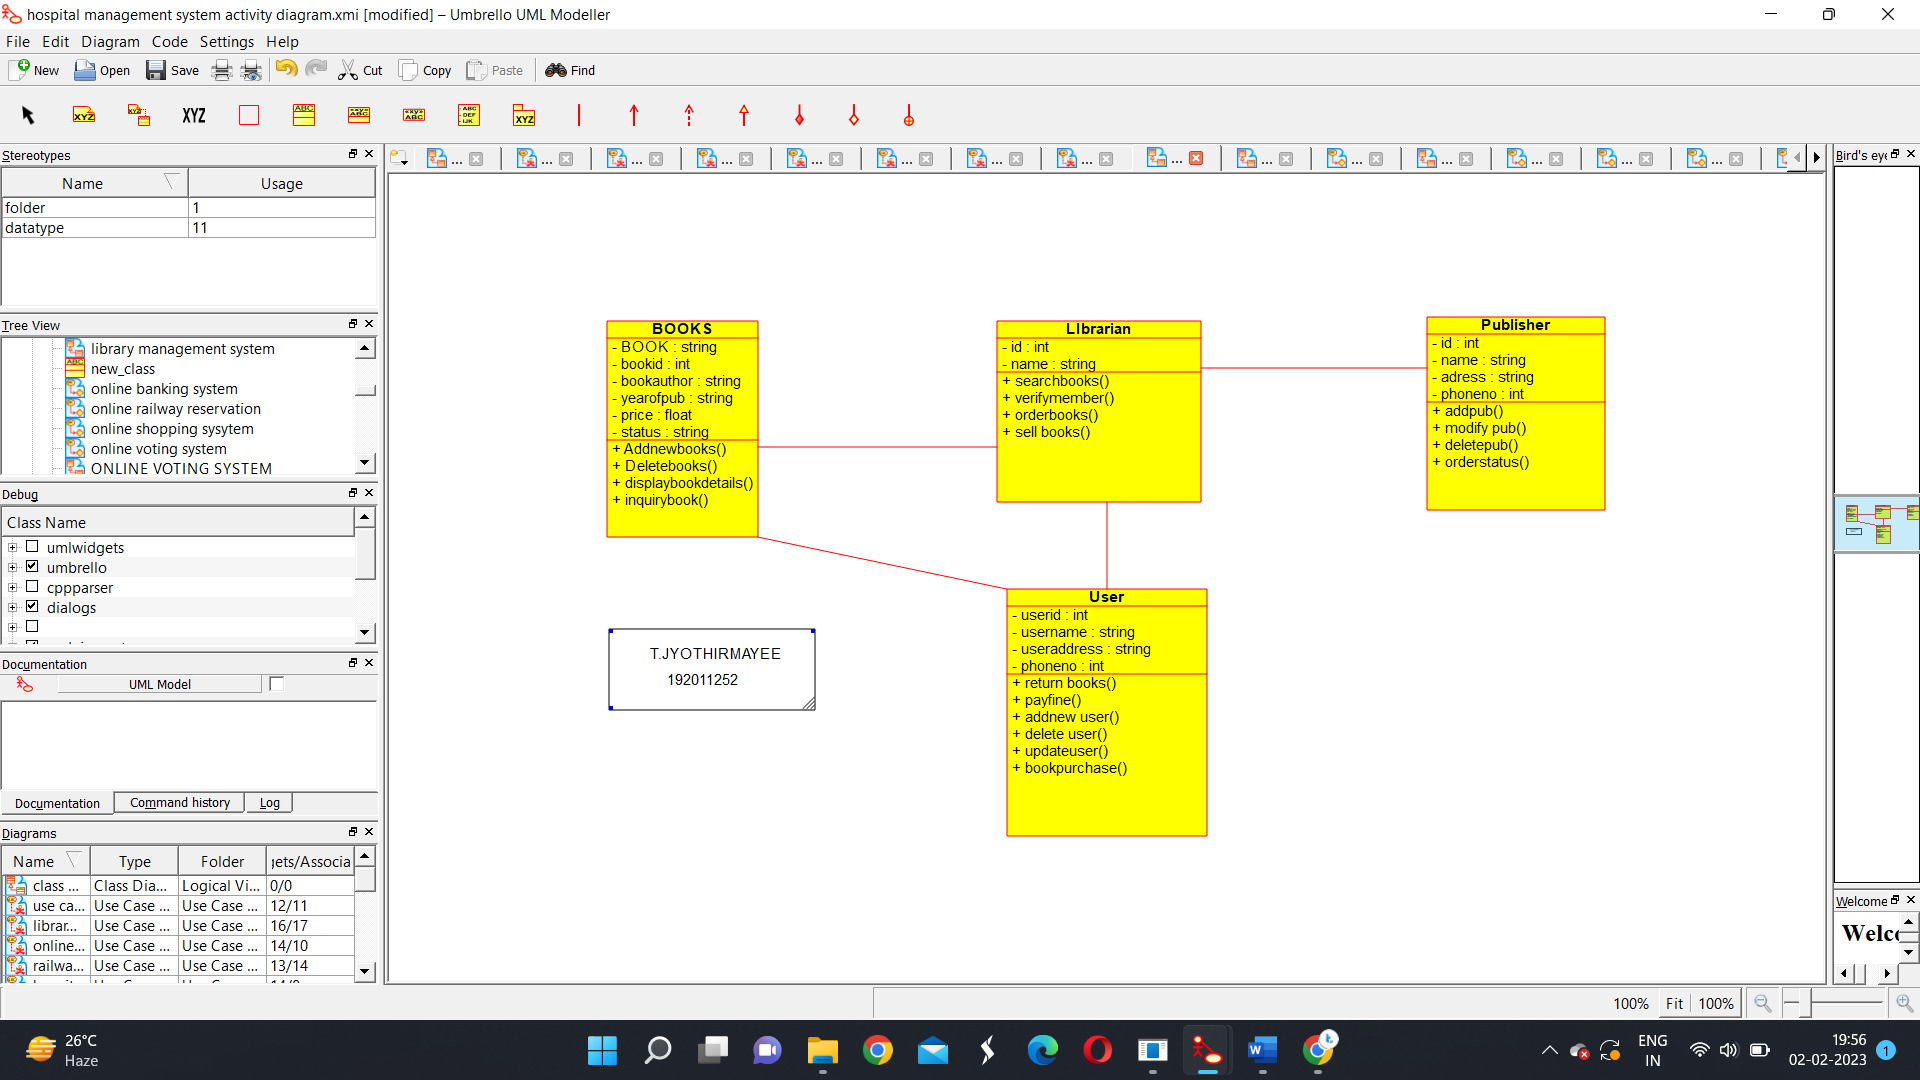 hospital management system activity diagram.xmi [modified] – Umbrello UML Modeller
File Edit Diagram Code Settings Help
New Open Save Cut Copy Paste Find
XYZ XYZ XYZ ABC XYZ
Stereotypes
Name Usage
folder 1
datatype 11
Tree View
library management system
new_class
online banking system
online railway reservation
online shopping sysytem
online voting system
ONLINE VOTING SYSTEM
Debug
Class Name
umlwidgets
umbrello
cppparser
dialogs
Documentation
UML Model
Documentation Command history Log
Diagrams
Name Type Folder jets/Associa
class ... Class Dia... Logical Vi... 0/0
use ca... Use Case ... Use Case ... 12/11
librar... Use Case ... Use Case ... 16/17
online... Use Case ... Use Case ... 14/10
railwa... Use Case ... Use Case ... 13/14
BOOKS
- BOOK : string
- bookid : int
- bookauthor : string
- yearofpub : string
- price : float
- status : string
+ Addnewbooks()
+ Deletebooks()
+ displaybookdetails()
+ inquirybook()
LIbrarian
- id : int
- name : string
+ searchbooks()
+ verifymember()
+ orderbooks()
+ sell books()
Publisher
- id : int
- name : string
- adress : string
- phoneno : int
+ addpub()
+ modify pub()
+ deletepub()
+ orderstatus()
T.JYOTHIRMAYEE
192011252
User
- userid : int
- username : string
- useraddress : string
- phoneno : int
+ return books()
+ payfine()
+ addnew user()
+ delete user()
+ updateuser()
+ bookpurchase()
Bird's eye
Welcome
Welco
100% Fit 100%
26°C
Haze
ENG
IN
19:56
02-02-2023
1